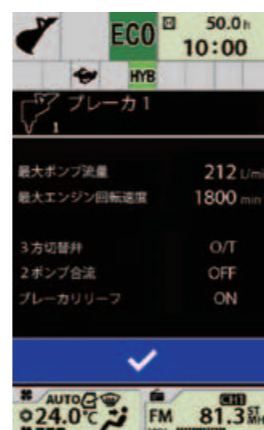 ECO 50.0h
10:00
HYB
ブレーカ 1
1
最大ポンプ流量 212 L/mi
最大エンジン回転速度 1800 min
3方切替弁 O/T
2ポンプ合流 OFF
ブレーカリリーフ ON
AUTO CH1
24.0℃ FM 81.3